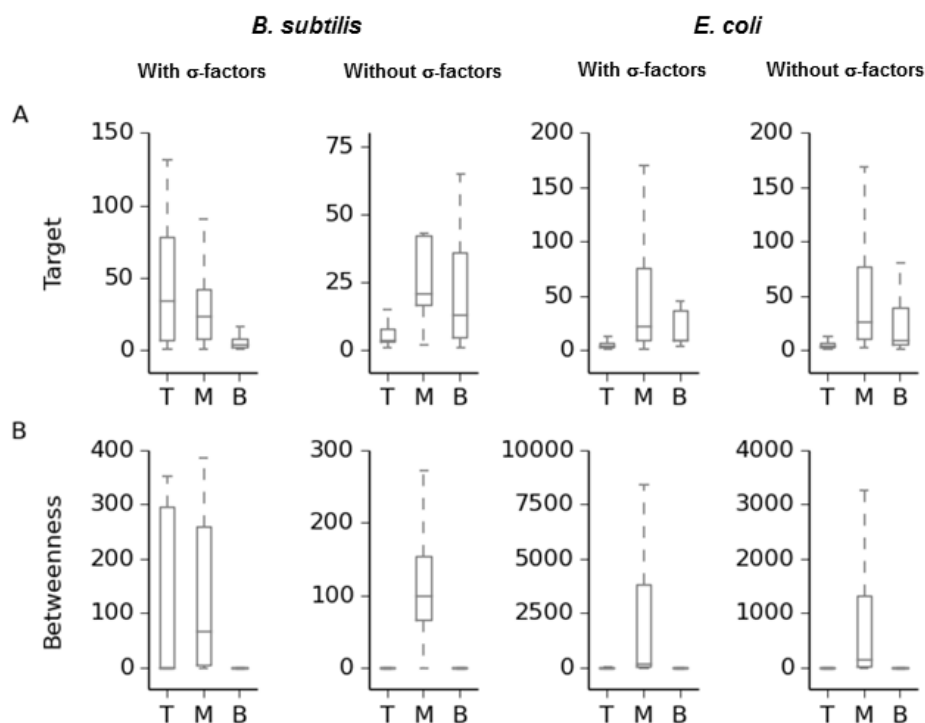 B. subtilis E. coli
With σ-factors Without σ-factors With σ-factors Without σ-factors
A
Target
150
100
50
0
T M B
75
50
25
0
T M B
200
150
100
50
0
T M B
200
150
100
50
0
T M B
B
Betweenness
400
300
200
100
0
T M B
300
200
100
0
T M B
10000
7500
5000
2500
0
T M B
4000
3000
2000
1000
0
T M B